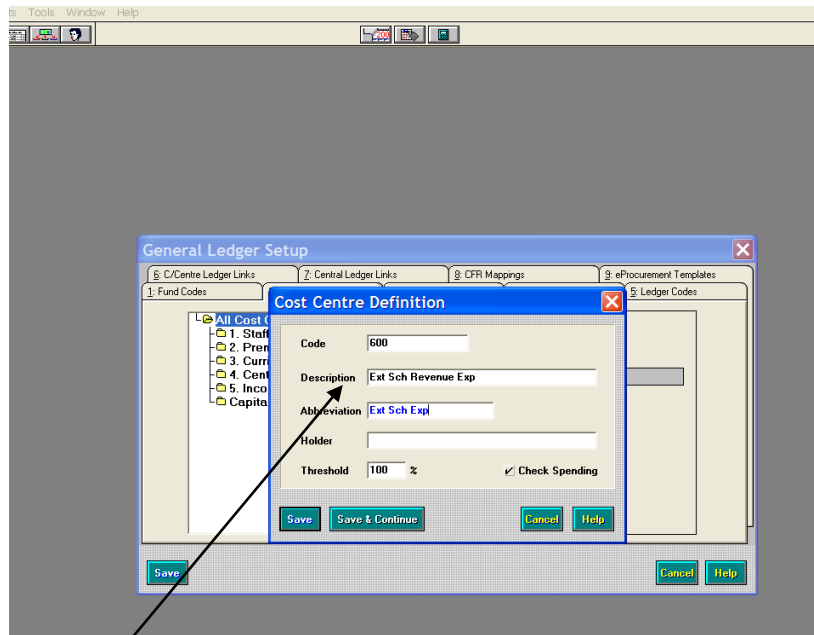 ts Tools Window Help
General Ledger Setup
6: C/Centre Ledger Links 7: Central Ledger Links 8: CFR Mappings 9: eProcurement Templates
1: Fund Codes 5: Ledger Codes
Cost Centre Definition
All Cost
1. Staff
2. Prem
3. Curri
4. Cent
5. Inco
Capita
Code 600
Description Ext Sch Revenue Exp
Abbreviation Ext Sch Exp
Holder
Threshold 100 % Check Spending
Save Save & Continue Cancel Help
Save Cancel Help